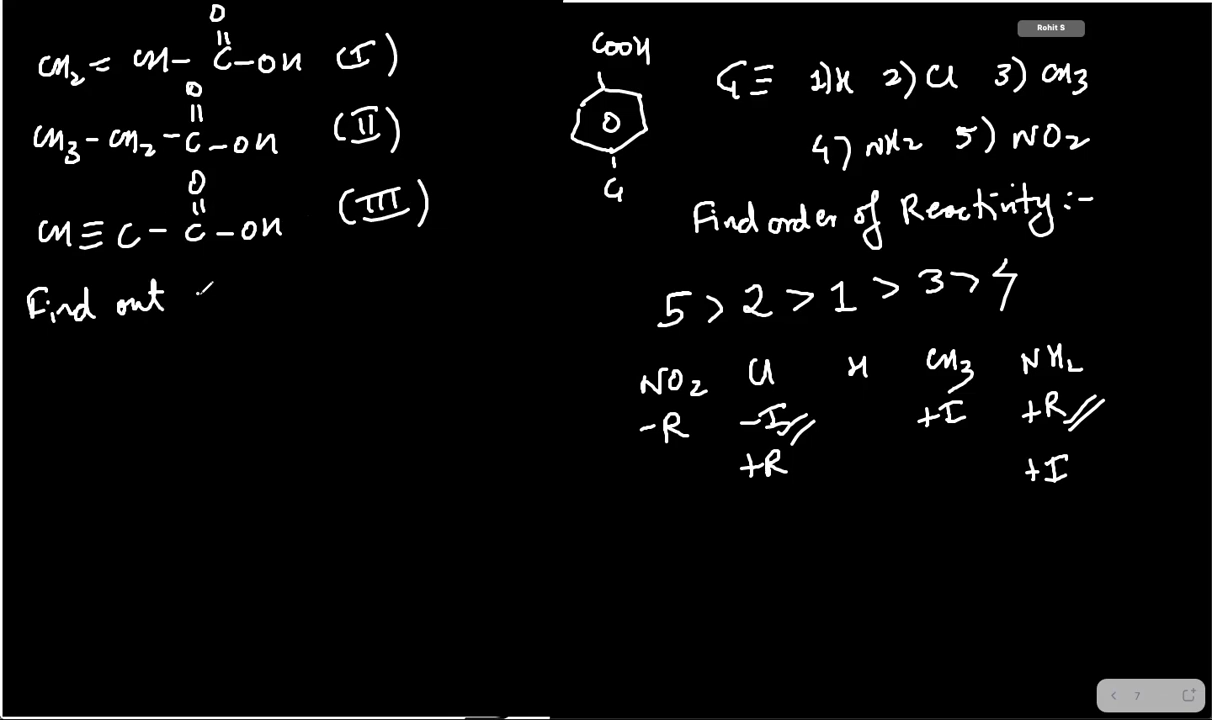 O
CH2 = CH - C - OH (I)
O
CH3 - CH2 - C - OH (II)
O
CH ≡ C - C - OH (III)
Find out
Rohit S
COOH
G
G ≡ 1) H 2) Cl 3) CH3
4) NH2 5) NO2
Find order of Reactivity :-
5 > 2 > 1 > 3 > 4
NO2 Cl H CH3 NH2
-R -I +I +R
+R +I
7